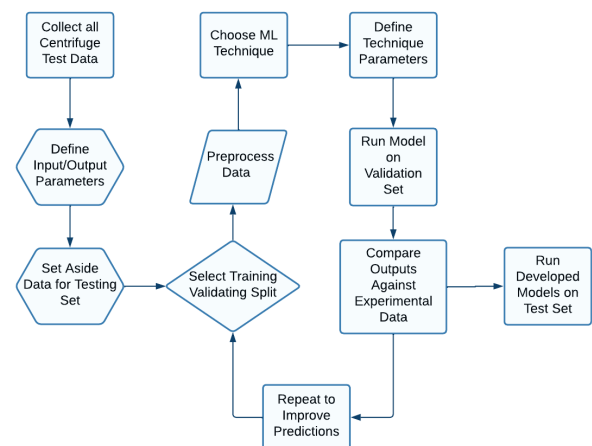 Collect all
Centrifuge
Test Data
Define
Input/Output
Parameters
Set Aside
Data for Testing
Set
Select Training
Validating Split
Preprocess
Data
Choose ML
Technique
Define
Technique
Parameters
Run Model
on
Validation
Set
Compare
Outputs
Against
Experimental
Data
Run
Developed
Models on
Test Set
Repeat to
Improve
Predictions